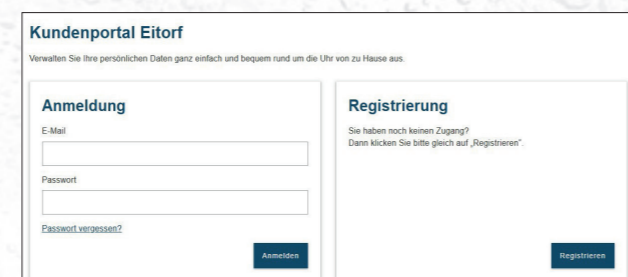 Kundenportal Eitorf
Verwalten Sie Ihre persönlichen Daten ganz einfach und bequem rund um die Uhr von zu Hause aus.
Anmeldung
E-Mail
Passwort
Passwort vergessen?
Anmelden
Registrierung
Sie haben noch keinen Zugang?
Dann klicken Sie bitte gleich auf „Registrieren“.
Registrieren